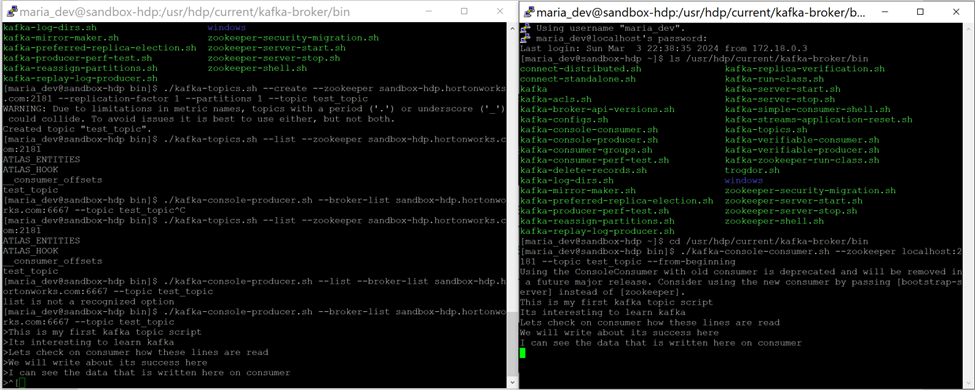 maria_dev@sandbox-hdp:/usr/hdp/current/kafka-broker/bin
kafka-log-dirs.sh windows
kafka-mirror-maker.sh zookeeper-security-migration.sh
kafka-preferred-replica-election.sh zookeeper-server-start.sh
kafka-producer-perf-test.sh zookeeper-server-stop.sh
kafka-reassign-partitions.sh zookeeper-shell.sh
kafka-replay-log-producer.sh
[maria_dev@sandbox-hdp bin]$ ./kafka-topics.sh --create --zookeeper sandbox-hdp.hortonworks
.com:2181 --replication-factor 1 --partitions 1 --topic test_topic
WARNING: Due to limitations in metric names, topics with a period ('.') or underscore ('_')
 could collide. To avoid issues it is best to use either, but not both.
Created topic "test_topic".
[maria_dev@sandbox-hdp bin]$ ./kafka-topics.sh --list --zookeeper sandbox-hdp.hortonworks.c
om:2181
ATLAS_ENTITIES
ATLAS_HOOK
__consumer_offsets
test_topic
[maria_dev@sandbox-hdp bin]$ ./kafka-console-producer.sh --broker-list sandbox-hdp.hortonwo
rks.com:6667 --topic test_topic^C
[maria_dev@sandbox-hdp bin]$ ./kafka-topics.sh --list --zookeeper sandbox-hdp.hortonworks.c
om:2181
ATLAS_ENTITIES
ATLAS_HOOK
__consumer_offsets
test_topic
[maria_dev@sandbox-hdp bin]$ ./kafka-console-producer.sh --List --broker-list sandbox-hdp.h
ortonworks.com:6667 --topic test_topic
list is not a recognized option
[maria_dev@sandbox-hdp bin]$ ./kafka-console-producer.sh --broker-list sandbox-hdp.hortonwo
rks.com:6667 --topic test_topic
>This is my first kafka topic script
>Its interesting to learn kafka
>Lets check on consumer how these lines are read
>We will write about its success here
>I can see the data that is written here on consumer
>^[
maria_dev@sandbox-hdp:/usr/hdp/current/kafka-broker/b...
Using username "maria_dev".
maria_dev@localhost's password:
Last login: Sun Mar  3 22:38:35 2024 from 172.18.0.3
[maria_dev@sandbox-hdp ~]$ ls /usr/hdp/current/kafka-broker/bin
connect-distributed.sh kafka-replica-verification.sh
connect-standalone.sh kafka-run-class.sh
kafka kafka-server-start.sh
kafka-acls.sh kafka-server-stop.sh
kafka-broker-api-versions.sh kafka-simple-consumer-shell.sh
kafka-configs.sh kafka-streams-application-reset.sh
kafka-console-consumer.sh kafka-topics.sh
kafka-console-producer.sh kafka-verifiable-consumer.sh
kafka-consumer-groups.sh kafka-verifiable-producer.sh
kafka-consumer-perf-test.sh kafka-zookeeper-run-class.sh
kafka-delete-records.sh trogdor.sh
kafka-log-dirs.sh windows
kafka-mirror-maker.sh zookeeper-security-migration.sh
kafka-preferred-replica-election.sh zookeeper-server-start.sh
kafka-producer-perf-test.sh zookeeper-server-stop.sh
kafka-reassign-partitions.sh zookeeper-shell.sh
kafka-replay-log-producer.sh
[maria_dev@sandbox-hdp ~]$ cd /usr/hdp/current/kafka-broker/bin
[maria_dev@sandbox-hdp bin]$ ./kafka-console-consumer.sh --zookeeper localhost:2
181 --topic test_topic --from-beginning
Using the ConsoleConsumer with old consumer is deprecated and will be removed in
 a future major release. Consider using the new consumer by passing [bootstrap-s
erver] instead of [zookeeper].
This is my first kafka topic script
Its interesting to learn kafka
Lets check on consumer how these lines are read
We will write about its success here
I can see the data that is written here on consumer